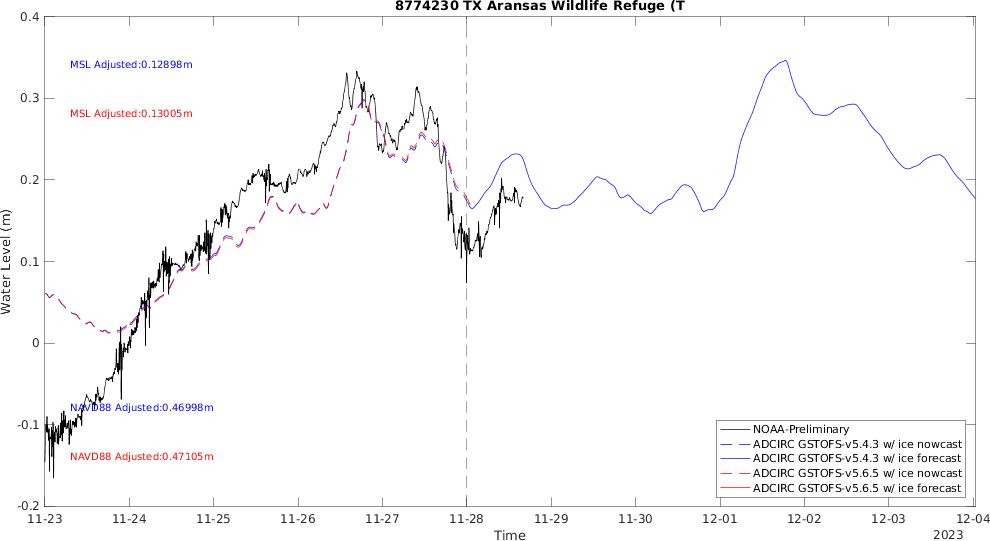 8774230 TX Aransas Wildlife Refuge (T
Water Level (m)
0.4
0.3
0.2
0.1
0
-0.1
-0.2
MSL Adjusted:0.12898m
MSL Adjusted:0.13005m
NAVD88 Adjusted:0.46998m
NAVD88 Adjusted:0.47105m
NOAA-Preliminary
ADCIRC GSTOFS-v5.4.3 w/ ice nowcast
ADCIRC GSTOFS-v5.4.3 w/ ice forecast
ADCIRC GSTOFS-v5.6.5 w/ ice nowcast
ADCIRC GSTOFS-v5.6.5 w/ ice forecast
11-23 11-24 11-25 11-26 11-27 11-28 11-29 11-30 12-01 12-02 12-03 12-04
Time
2023